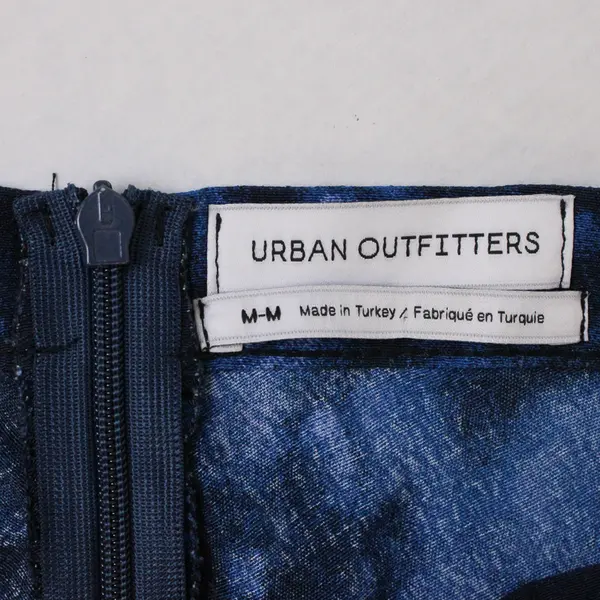 URBAN OUTFITTERS
M-M Made in Turkey / Fabriqué en Turquie